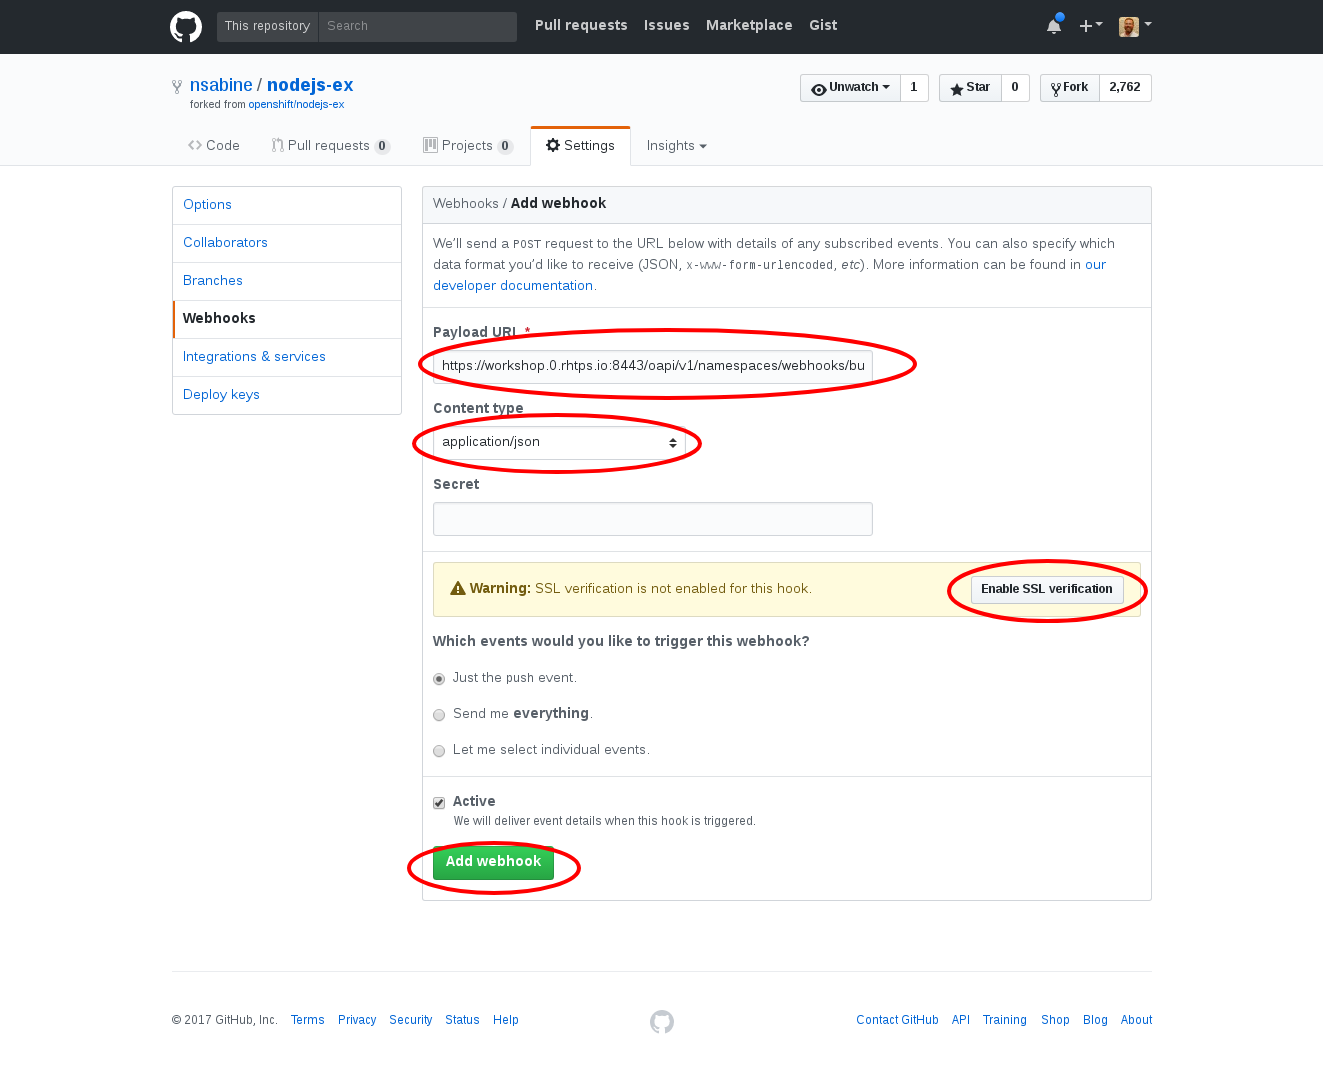 This repository Search Pull requests Issues Marketplace Gist
nsabine / nodejs-ex Unwatch 1 Star 0 Fork 2,762
forked from openshift/nodejs-ex
Code Pull requests 0 Projects 0 Settings Insights
Options
Collaborators
Branches
Webhooks
Integrations & services
Deploy keys
Webhooks / Add webhook
We'll send a POST request to the URL below with details of any subscribed events. You can also specify which
data format you'd like to receive (JSON, x-www-form-urlencoded, etc). More information can be found in our
developer documentation.
Payload URL *
https://workshop.0.rhtps.io:8443/oapi/v1/namespaces/webhooks/bu
Content type
application/json
Secret
Warning: SSL verification is not enabled for this hook. Enable SSL verification
Which events would you like to trigger this webhook?
Just the push event.
Send me everything.
Let me select individual events.
Active
We will deliver event details when this hook is triggered.
Add webhook
© 2017 GitHub, Inc. Terms Privacy Security Status Help Contact GitHub API Training Shop Blog About